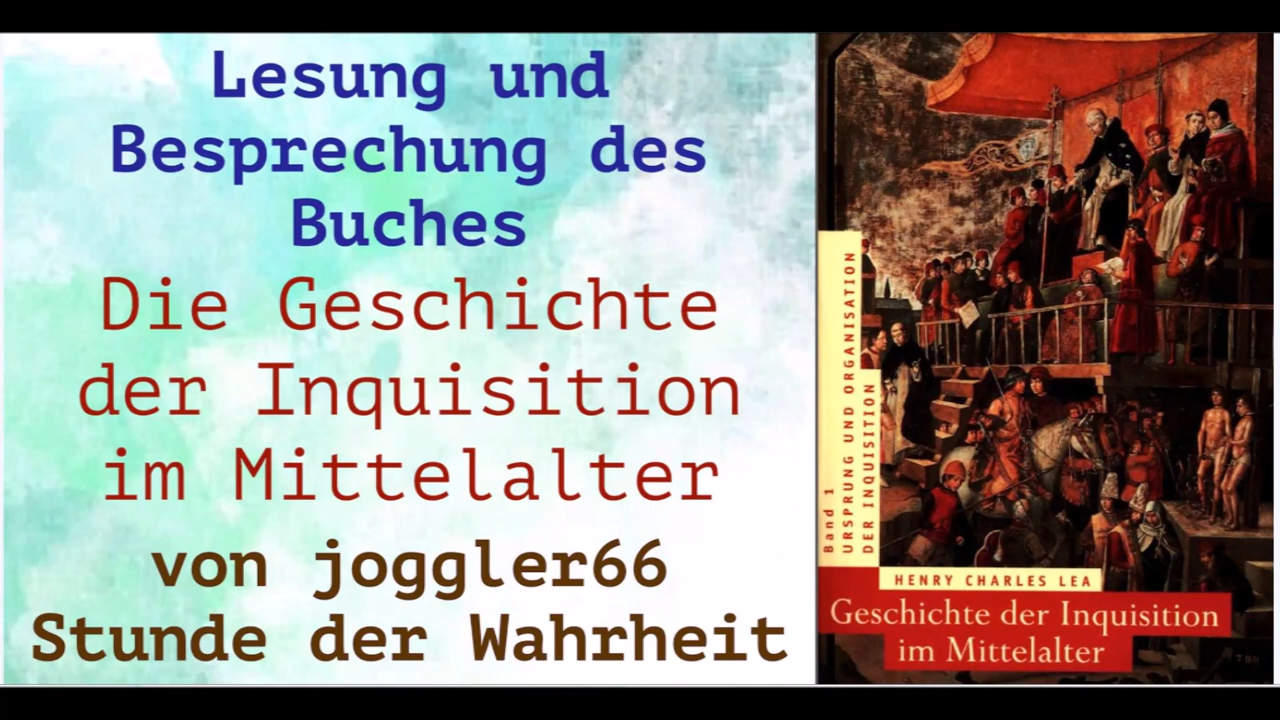 Lesung und
Besprechung des
Buches
Die Geschichte
der Inquisition
im Mittelalter
von joggler66
Stunde der Wahrheit
Band 1
URSPRUNG UND ORGANISATION
DER INQUISITION
HENRY CHARLES LEA
Geschichte der Inquisition
im Mittelalter